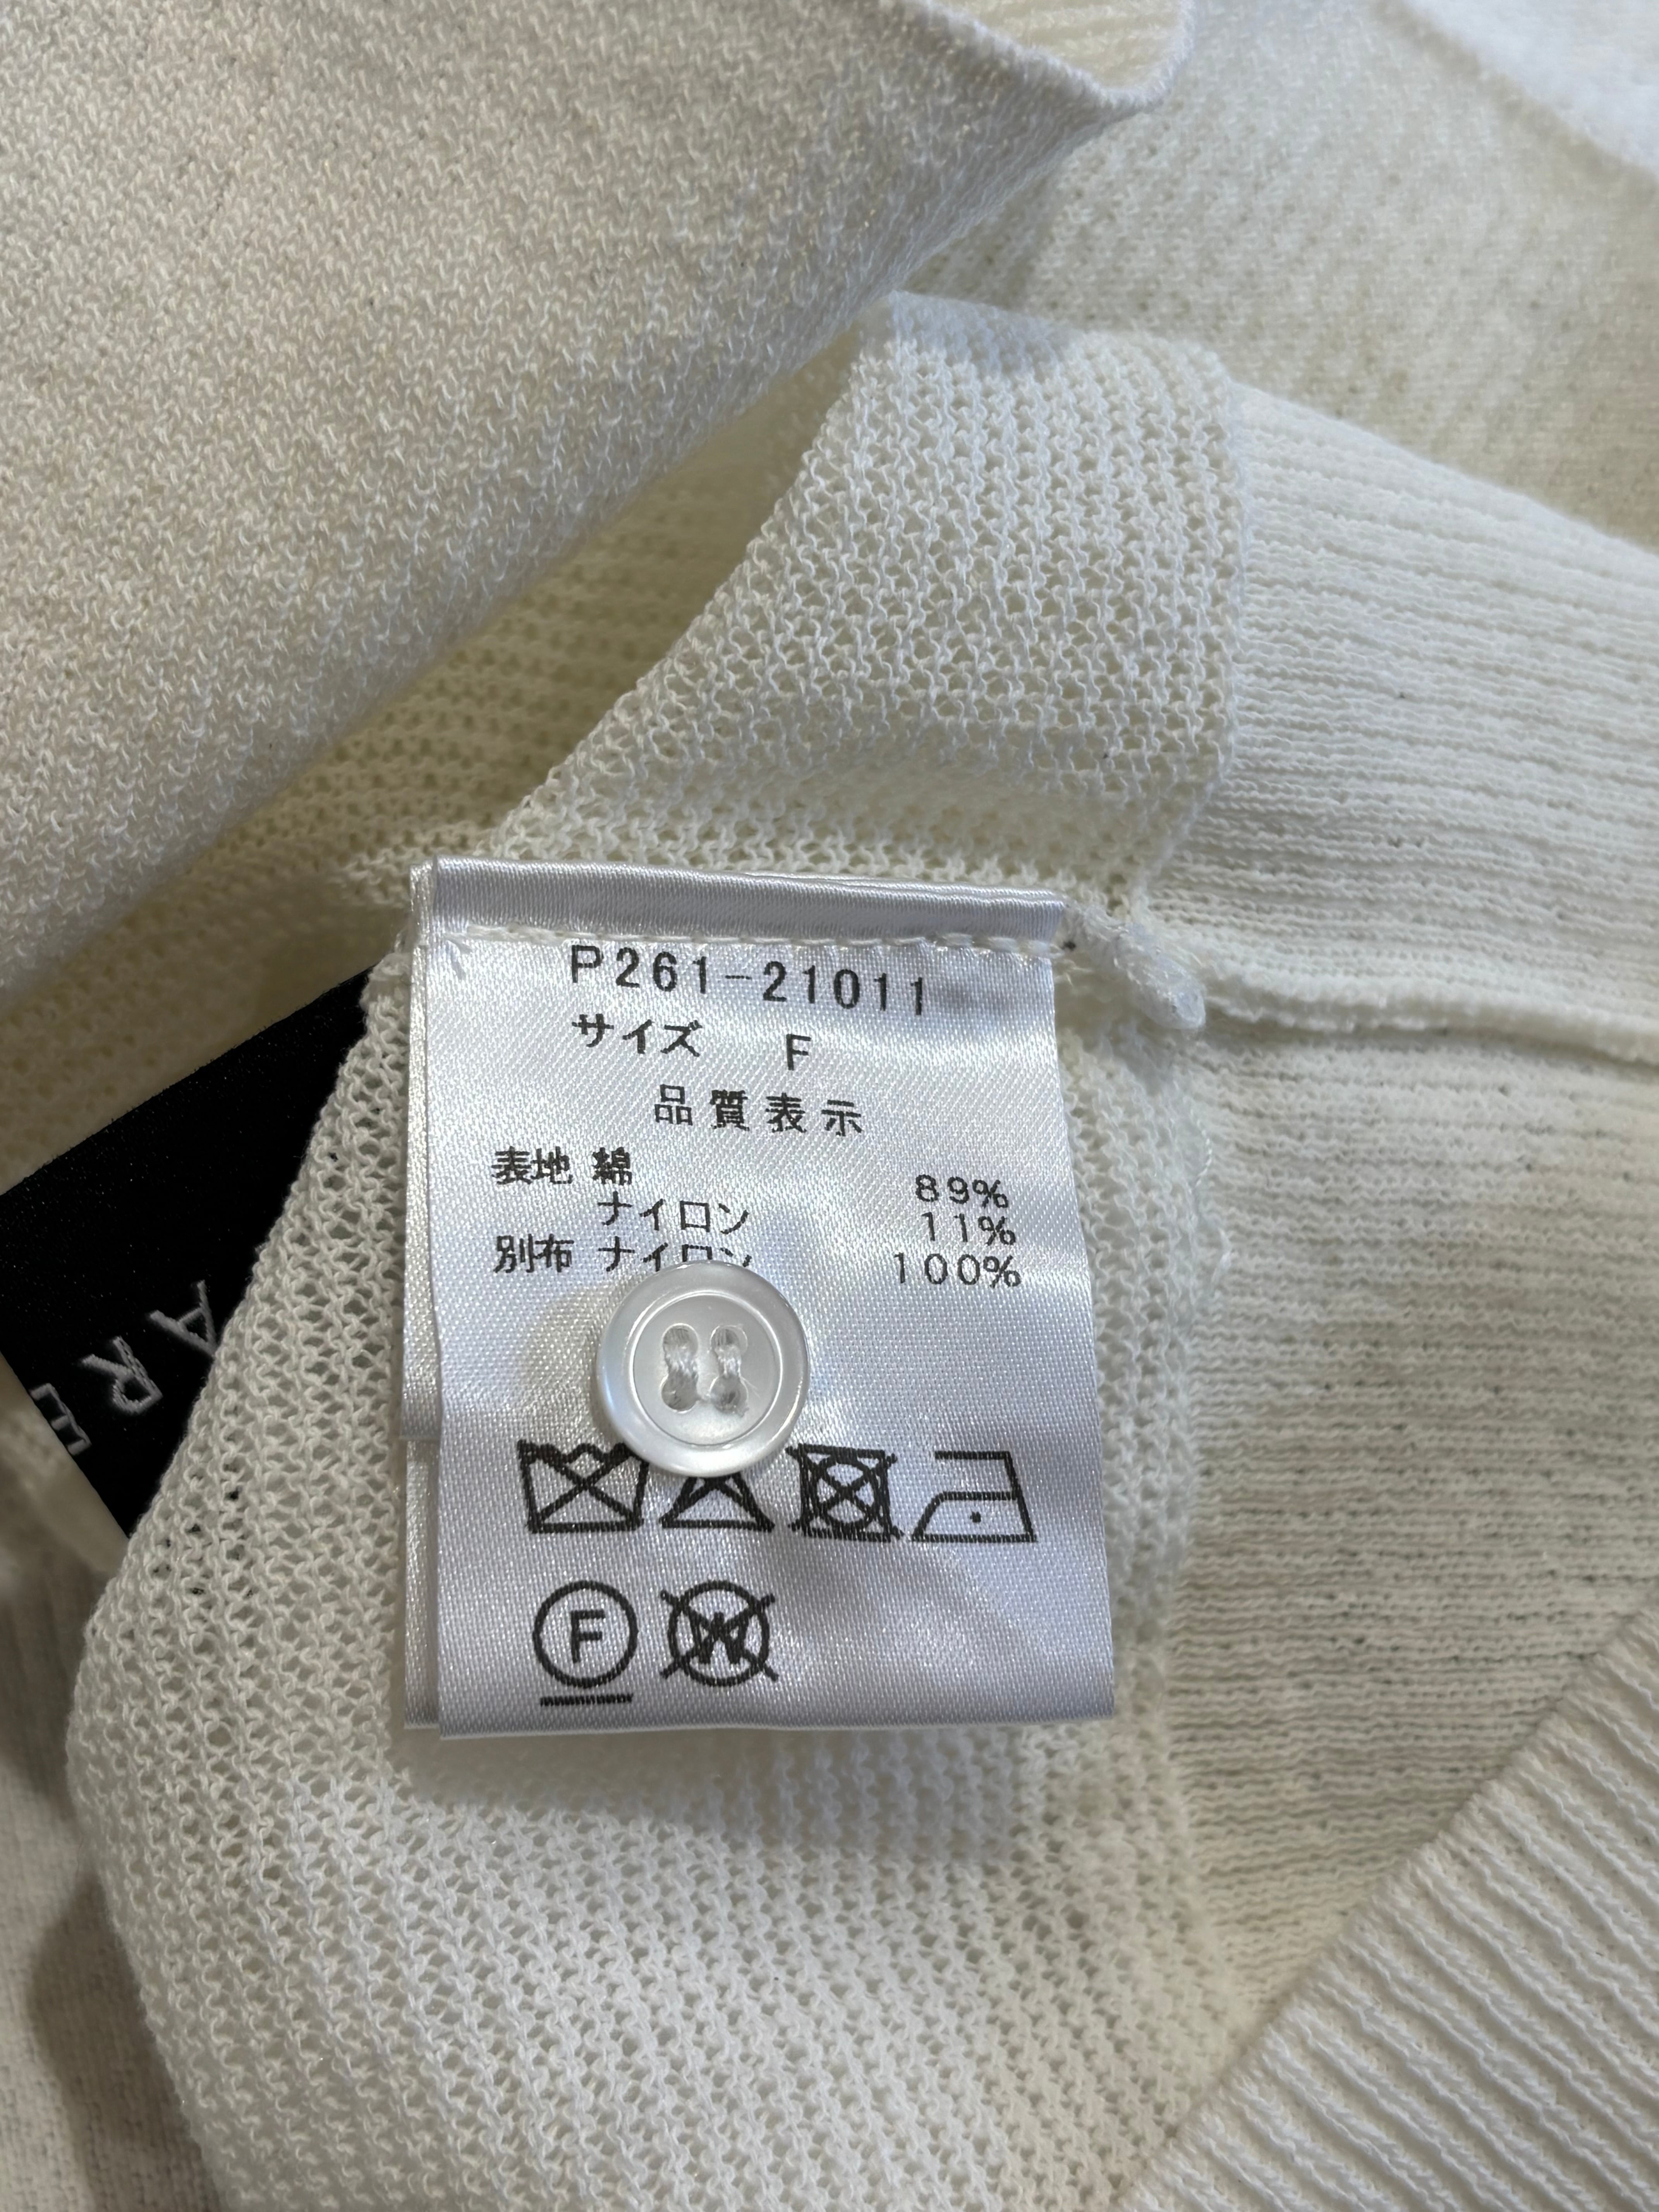 P261-21011
サイズ F
品質表示
表地 綿 89%
ナイロン 11%
別布 ナイロン 100%
F
W
AR